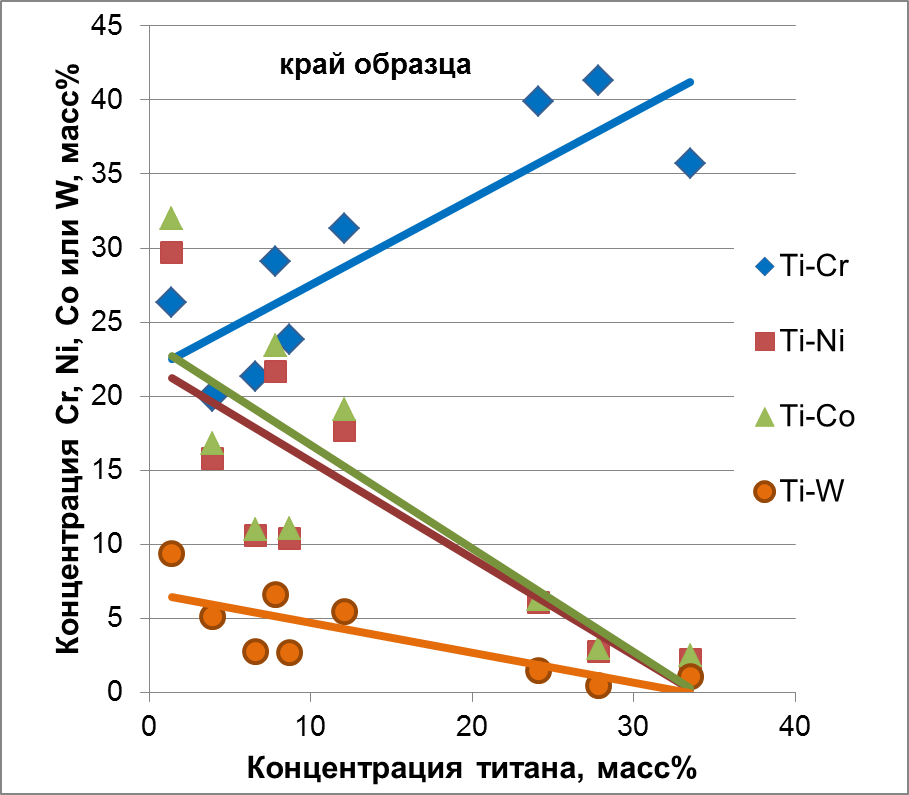 край образца
Концентрация Cr, Ni, Co или W, масс%
45
40
35
30
25
20
15
10
5
0
0 10 20 30 40
Концентрация титана, масс%
Ti-Cr
Ti-Ni
Ti-Co
Ti-W